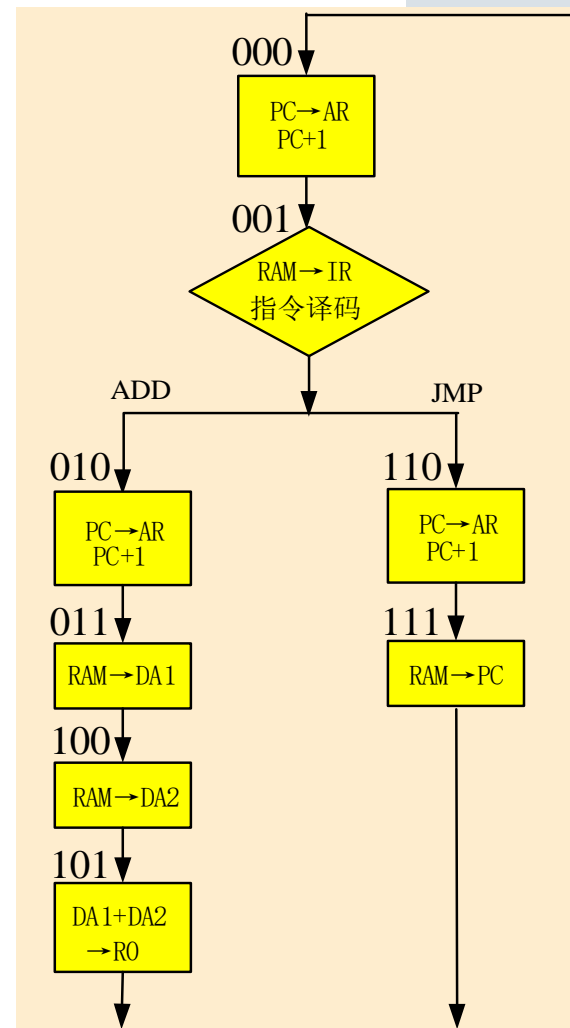 000
PC→AR
PC+1
001
RAM→IR
指令译码
ADD
JMP
010
PC→AR
PC+1
011
RAM→DA1
100
RAM→DA2
101
DA1+DA2
→R0
110
PC→AR
PC+1
111
RAM→PC